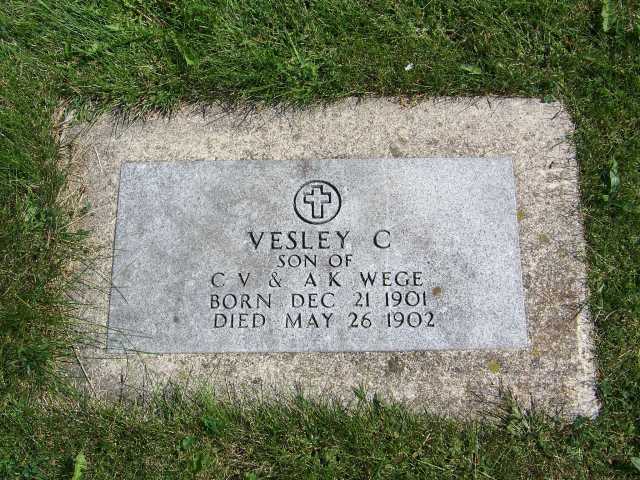 VESLEY C
SON OF
C V & A K WEGE
BORN DEC 21 1901
DIED MAY 26 1902